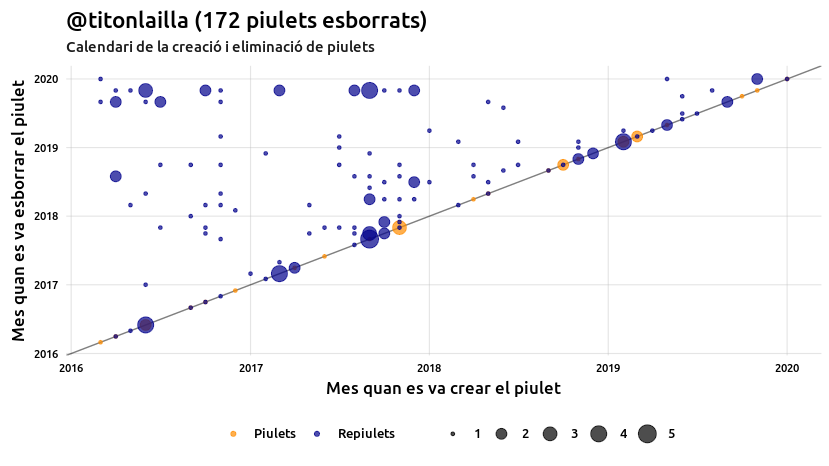 @titonlailla (172 piulets esborrats)
Calendari de la creació i eliminació de piulets
Mes quan es va esborrar el piulet
2020
2019
2018
2017
2016
2016 2017 2018 2019 2020
Mes quan es va crear el piulet
Piulets Repiulets 1 2 3 4 5